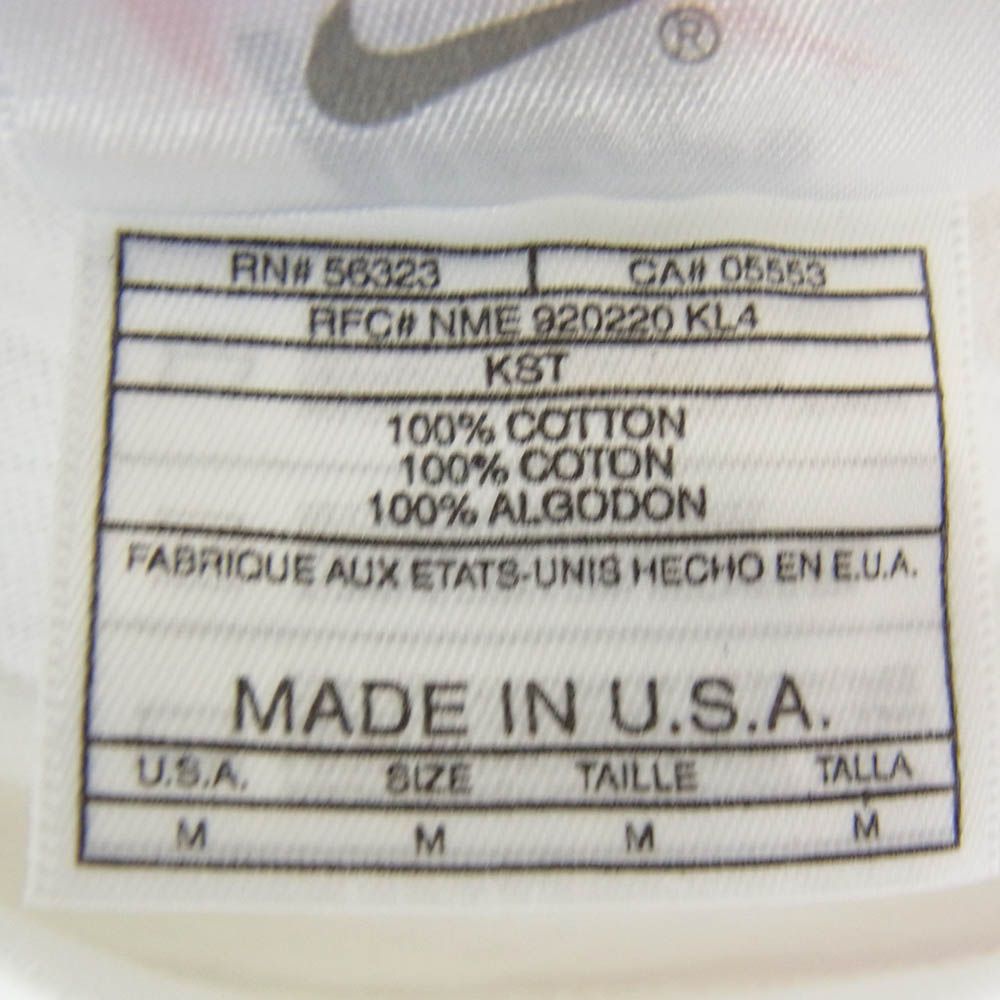 ®
RN# 56323 CA# 05553
RFC# NME 920220 KL4
KST
100% COTTON
100% COTON
100% ALGODON
FABRIQUE AUX ETATS-UNIS HECHO EN E.U.A.
MADE IN U.S.A.
U.S.A. SIZE TAILLE TALLA
M M M M